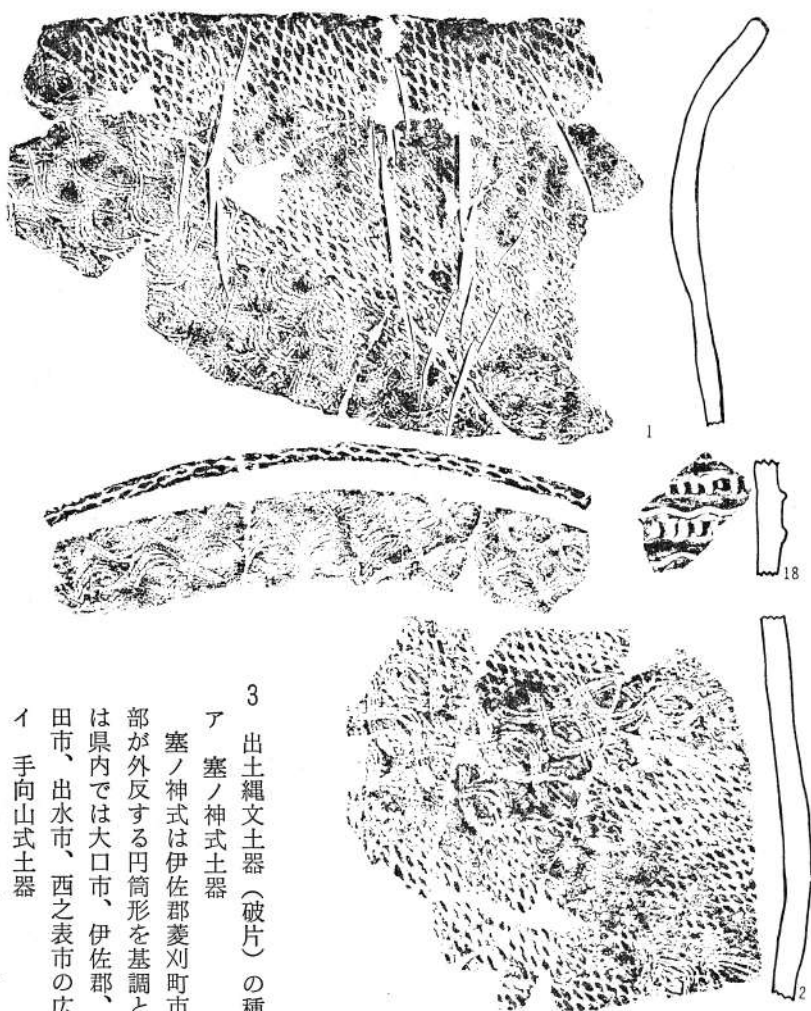 1
18
2
3 出土縄文土器（破片）の種
ア 塞ノ神式土器
塞ノ神式は伊佐郡菱刈町市
部が外反する円筒形を基調と
は県内では大口市、伊佐郡、
田市、出水市、西之表市の広
イ 手向山式土器